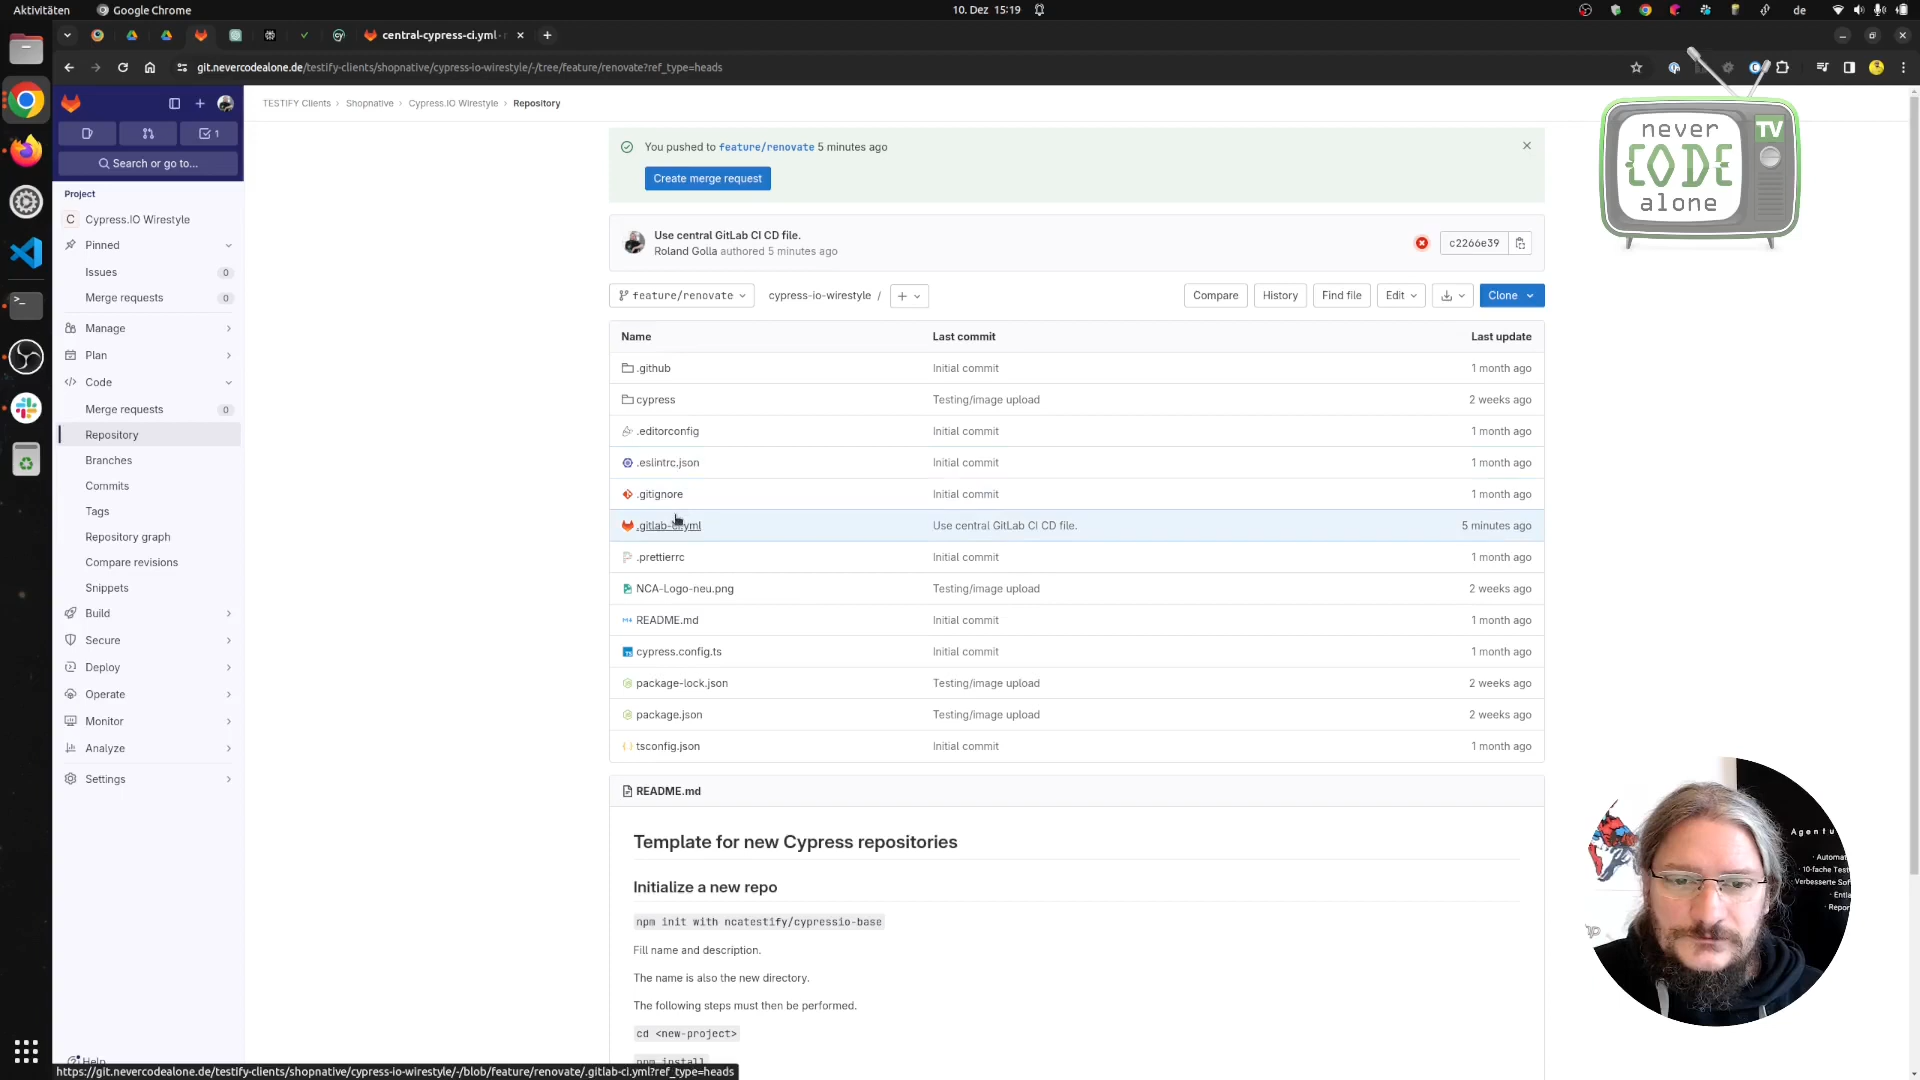 Aktivitäten
Google Chrome
10. Dez 15:19
de
central-cypress-ci.yml
git.nevercodealone.de/testify-clients/shopnative/cypress-io-wirestyle/-/tree/feature/renovate?ref_type=heads
TESTIFY Clients › Shopnative › Cypress.IO Wirestyle › Repository
1
Search or go to...
Project
C Cypress.IO Wirestyle
Pinned
Issues 0
Merge requests 0
Manage
Plan
Code
Merge requests 0
Repository
Branches
Commits
Tags
Repository graph
Compare revisions
Snippets
Build
Secure
Deploy
Operate
Monitor
Analyze
Settings
Help
You pushed to feature/renovate 5 minutes ago
Create merge request
Use central GitLab CI CD file.
Roland Golla authored 5 minutes ago
c2266e39
feature/renovate
cypress-io-wirestyle /
Compare
History
Find file
Edit
Clone
Name Last commit Last update
.github Initial commit 1 month ago
cypress Testing/image upload 2 weeks ago
.editorconfig Initial commit 1 month ago
.eslintrc.json Initial commit 1 month ago
.gitignore Initial commit 1 month ago
.gitlab-ci.yml Use central GitLab CI CD file. 5 minutes ago
.prettierrc Initial commit 1 month ago
NCA-Logo-neu.png Testing/image upload 2 weeks ago
README.md Initial commit 1 month ago
cypress.config.ts Initial commit 1 month ago
package-lock.json Testing/image upload 2 weeks ago
package.json Testing/image upload 2 weeks ago
tsconfig.json Initial commit 1 month ago
README.md
Template for new Cypress repositories
Initialize a new repo
npm init with ncatestify/cypressio-base
Fill name and description.
The name is also the new directory.
The following steps must then be performed.
cd <new-project>
npm install
https://git.nevercodealone.de/testify-clients/shopnative/cypress-io-wirestyle/-/blob/feature/renovate/.gitlab-ci.yml?ref_type=heads
never
CODE
alone
TV